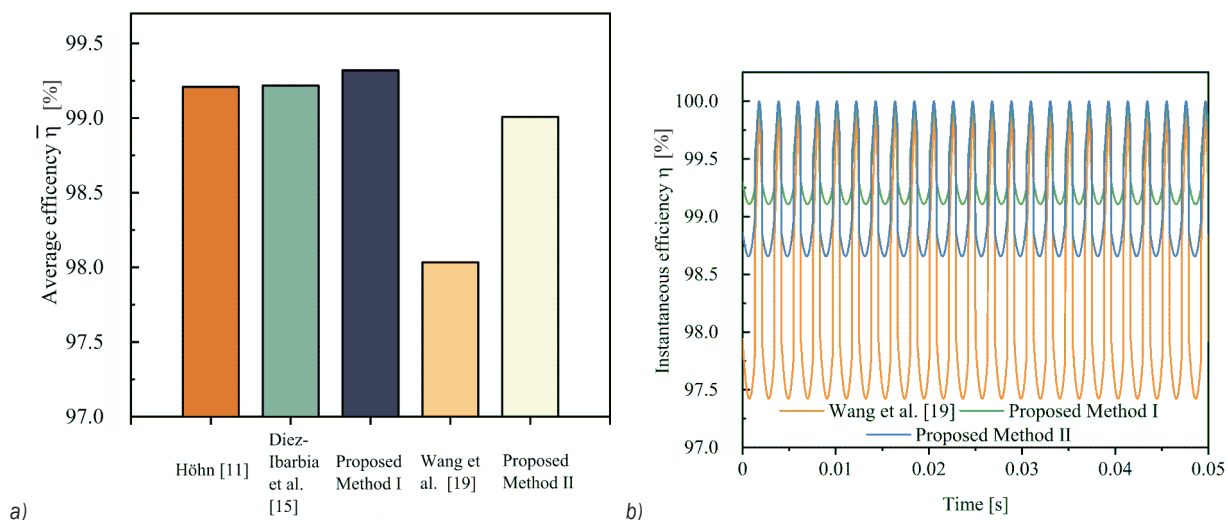 Average efficency η̅ [%]
99.5
99.0
98.5
98.0
97.5
97.0
Höhn [11]
Diez-
Ibarbia
et al.
[15]
Proposed
Method I
Wang et
al. [19]
Proposed
Method II
a)
Instantaneous efficiency η [%]
100.0
99.5
99.0
98.5
98.0
97.5
97.0
Wang et al. [19] Proposed Method I
Proposed Method II
0 0.01 0.02 0.03 0.04 0.05
Time [s]
b)